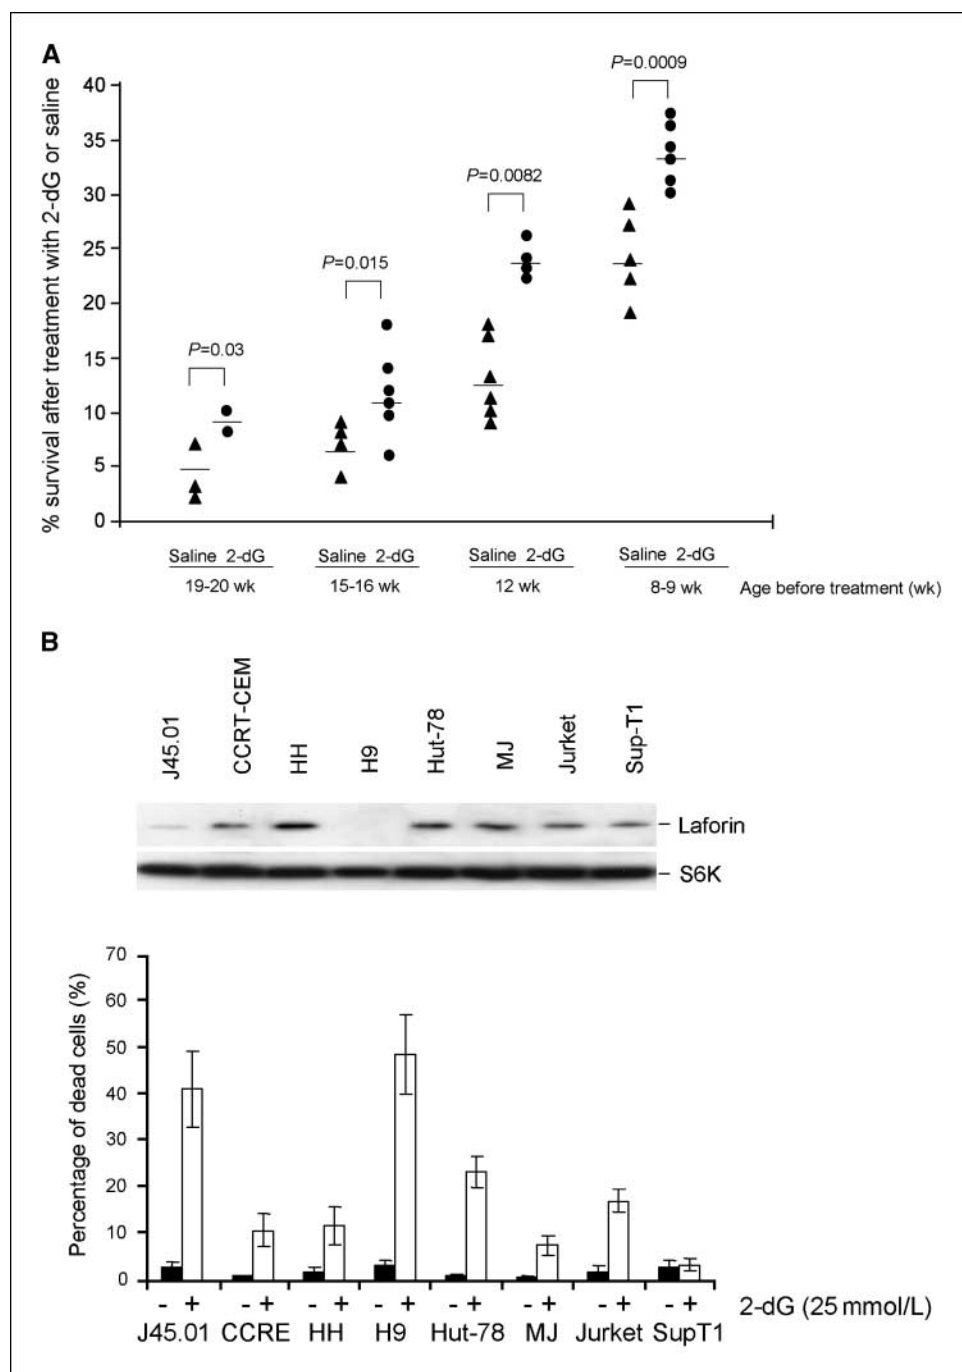 A
% survival after treatment with 2-dG or saline
40
35
30
25
20
15
10
5
0
P=0.03
P=0.015
P=0.0082
P=0.0009
Saline 2-dG Saline 2-dG Saline 2-dG Saline 2-dG
19-20 wk 15-16 wk 12 wk 8-9 wk Age before treatment (wk)
B
J45.01 CCRT-CEM HH H9 Hut-78 MJ Jurket Sup-T1
Laforin
S6K
Percentage of dead cells (%)
70
60
50
40
30
20
10
0
- + - + - + - + - + - + - + - + 2-dG (25 mmol/L)
J45.01 CCRE HH H9 Hut-78 MJ Jurket SupT1